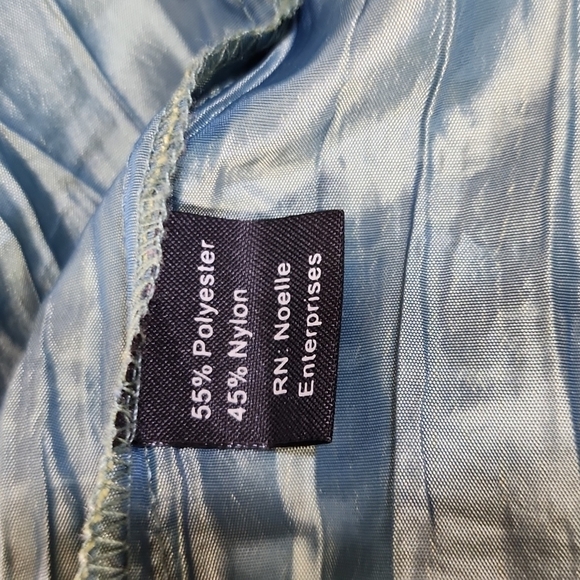 55% Polyester
45% Nylon
RN: Noelle
Enterprises